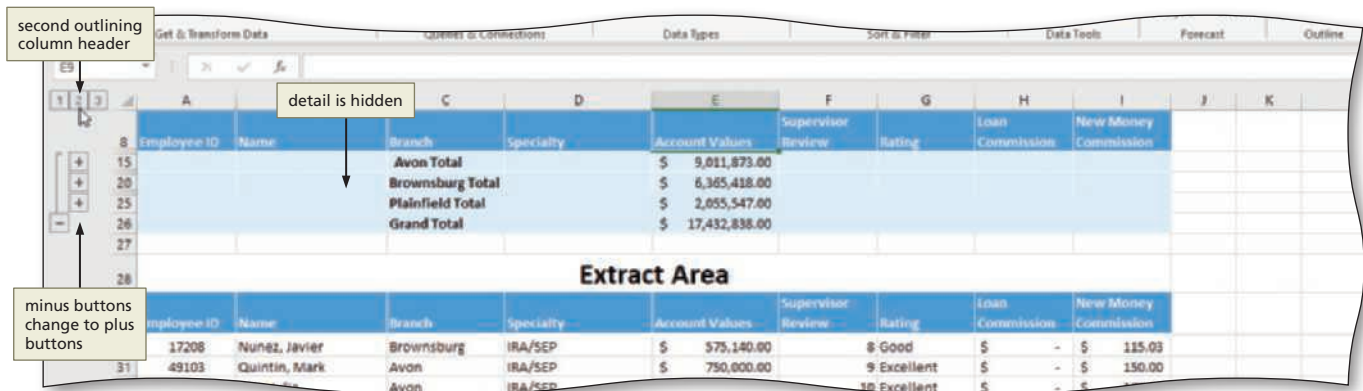 second outlining
column header
Get & Transform Data Queries & Connections Data Types Sort & Filter Data Tools Forecast Outline
E9 fx
detail is hidden
1 2 3 A C D E F G H I J K
8 Employee ID Name Branch Specialty Account Values Supervisor Review Rating Loan Commission New Money Commission
15 Avon Total $ 9,011,873.00
20 Brownsburg Total $ 6,365,418.00
25 Plainfield Total $ 2,055,547.00
26 Grand Total $ 17,432,838.00
27
28 Extract Area
minus buttons
change to plus
buttons
mployee ID Name Branch Specialty Account Values Supervisor Review Rating Loan Commission New Money Commission
17208 Nunez, Javier Brownsburg IRA/SEP $ 575,140.00 8 Good $ - $ 115.03
31 49103 Quintin, Mark Avon IRA/SEP $ 750,000.00 9 Excellent $ - $ 150.00
Avon IRA/SEP 10 Excellent $ - $